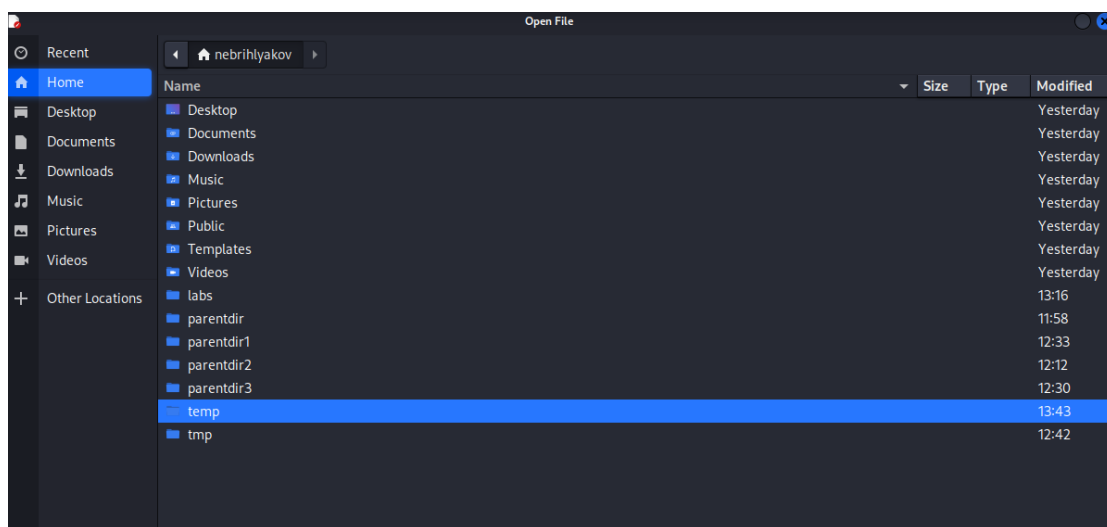 Open File
Recent
Home
Desktop
Documents
Downloads
Music
Pictures
Videos
Other Locations
nebrihlyakov
Name Size Type Modified
Desktop Yesterday
Documents Yesterday
Downloads Yesterday
Music Yesterday
Pictures Yesterday
Public Yesterday
Templates Yesterday
Videos Yesterday
labs 13:16
parentdir 11:58
parentdir1 12:33
parentdir2 12:12
parentdir3 12:30
temp 13:43
tmp 12:42